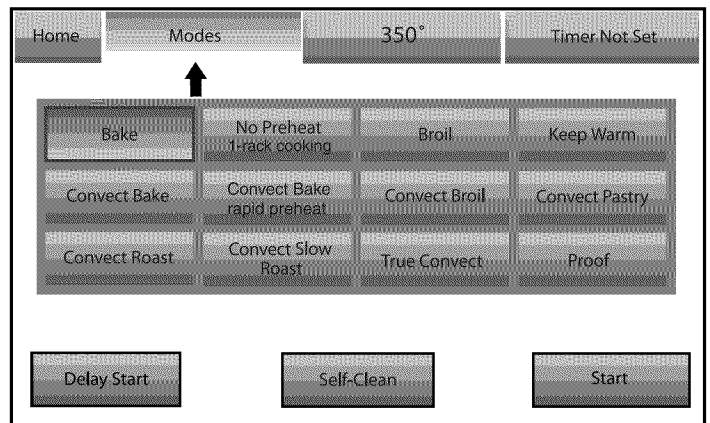 Home Modes 350° Timer Not Set
Bake No Preheat Broil Keep Warm
1-rack cooking
Convect Bake Convect Bake Convect Broil Convect Pastry
rapid preheat
Convect Roast Convect Slow True Convect Proof
Roast
Delay Start Self-Clean Start